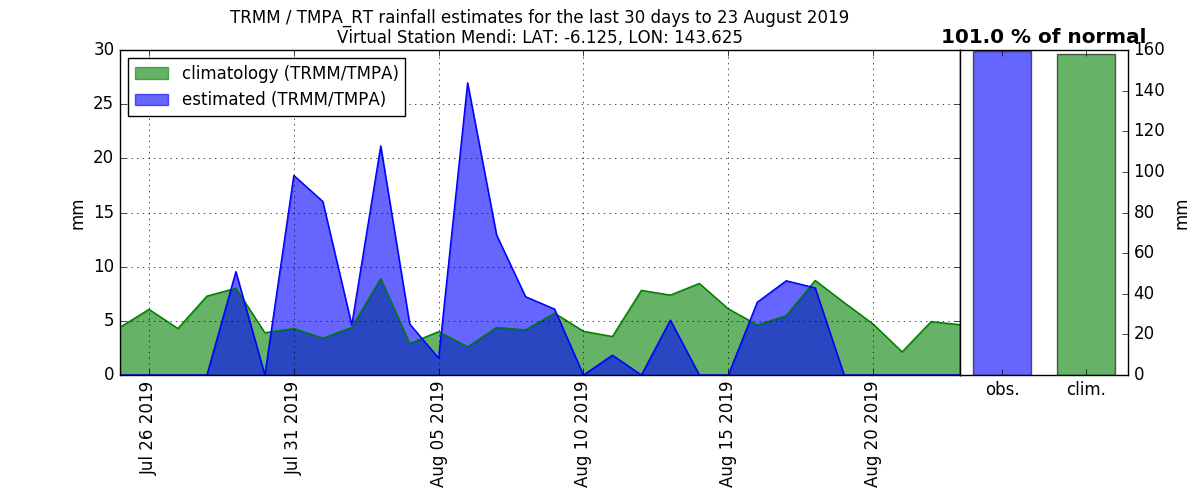 TRMM / TMPA_RT rainfall estimates for the last 30 days to 23 August 2019
Virtual Station Mendi: LAT: -6.125, LON: 143.625
101.0 % of normal
climatology (TRMM/TMPA)
estimated (TRMM/TMPA)
30
25
20
15
10
5
0
mm
Jul 26 2019
Jul 31 2019
Aug 05 2019
Aug 10 2019
Aug 15 2019
Aug 20 2019
obs.
clim.
160
140
120
100
80
60
40
20
0
mm